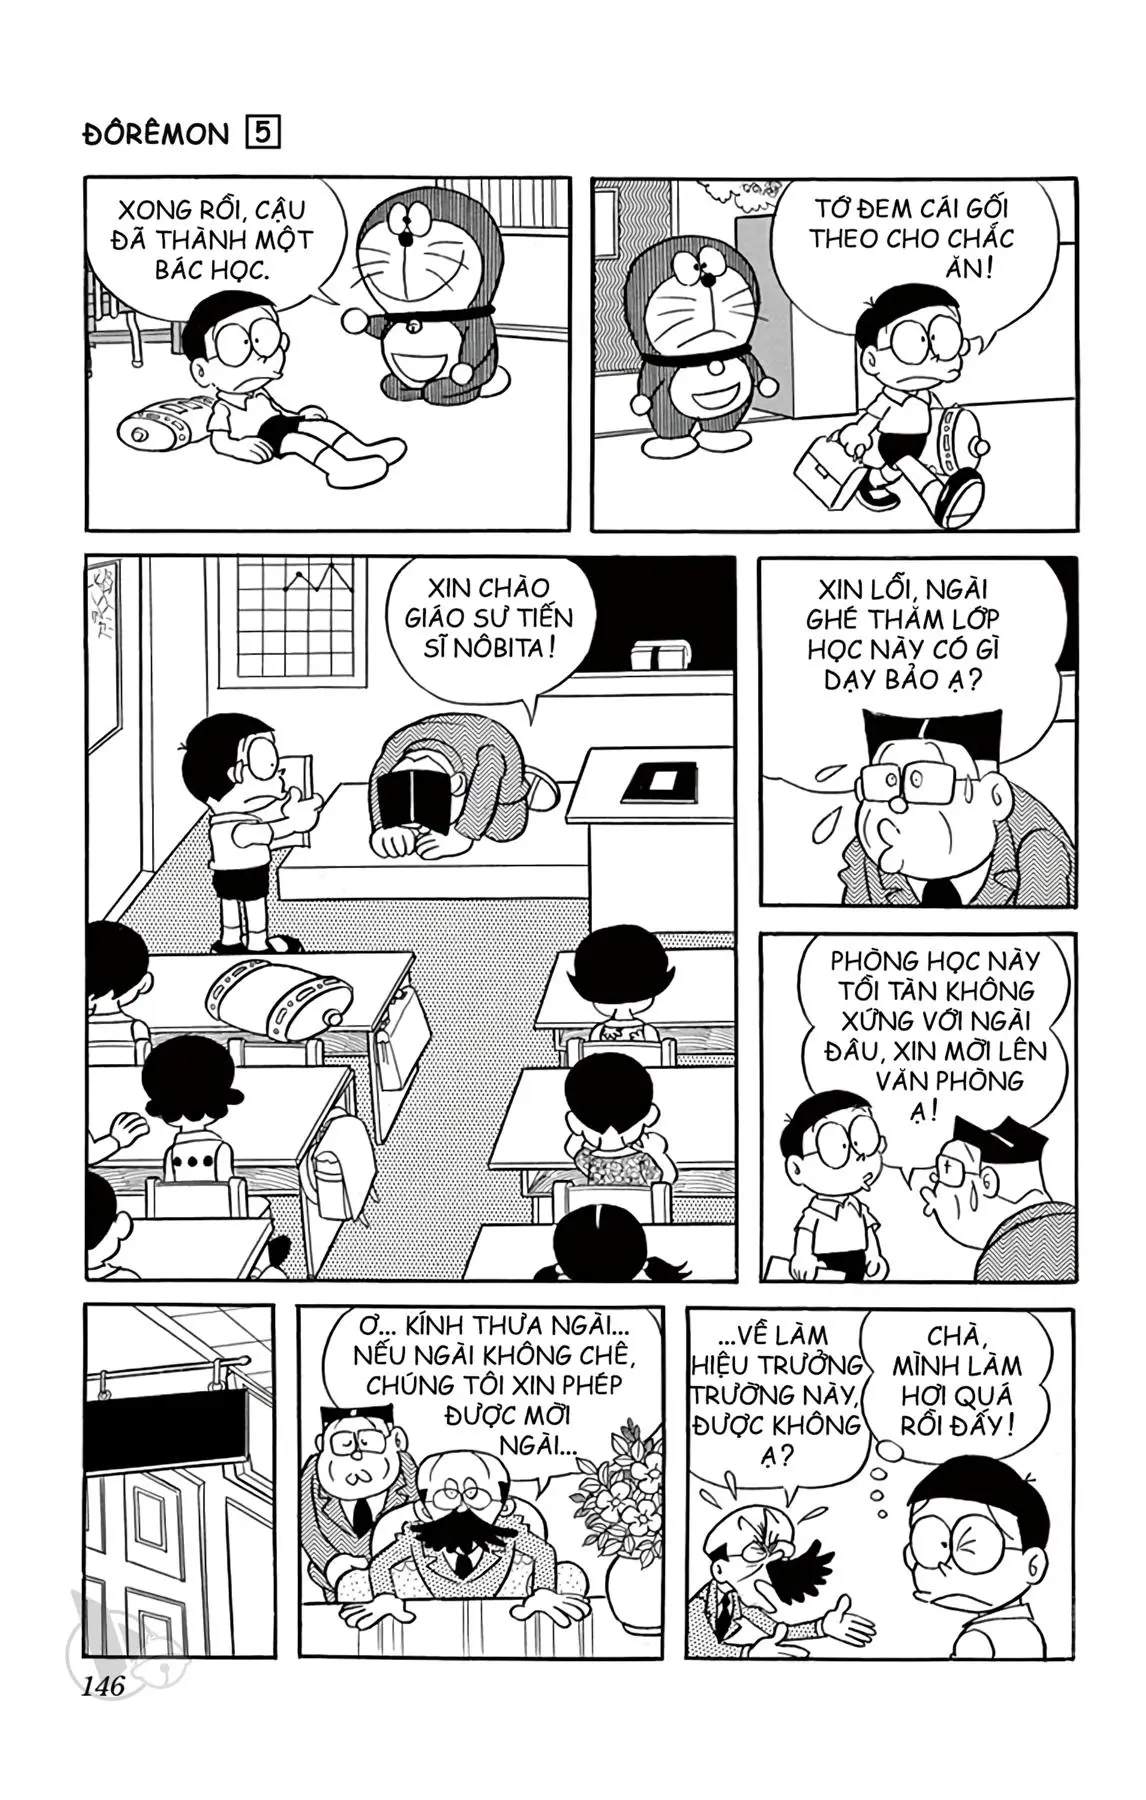 ĐÔRÊMON 5
XONG RỒI, CẬU
ĐÃ THÀNH MỘT
BÁC HỌC.
TỚ ĐEM CÁI GỐI
THEO CHO CHẮC
ĂN!
XIN CHÀO
GIÁO SƯ TIẾN
SĨ NÔBITA!
XIN LỖI, NGÀI
GHÉ THĂM LỚP
HỌC NÀY CÓ GÌ
DẠY BẢO Ạ?
PHÒNG HỌC NÀY
TỒI TÀN KHÔNG
XỨNG VỚI NGÀI
ĐÂU, XIN MỜI LÊN
VĂN PHÒNG
Ạ!
Ơ... KÍNH THƯA NGÀI...
NẾU NGÀI KHÔNG CHÊ,
CHÚNG TÔI XIN PHÉP
ĐƯỢC MỜI
NGÀI...
...VỀ LÀM
HIỆU TRƯỞNG
TRƯỜNG NÀY,
ĐƯỢC KHÔNG
Ạ?
CHÀ,
MÌNH LÀM
HƠI QUÁ
RỒI ĐẤY!
146